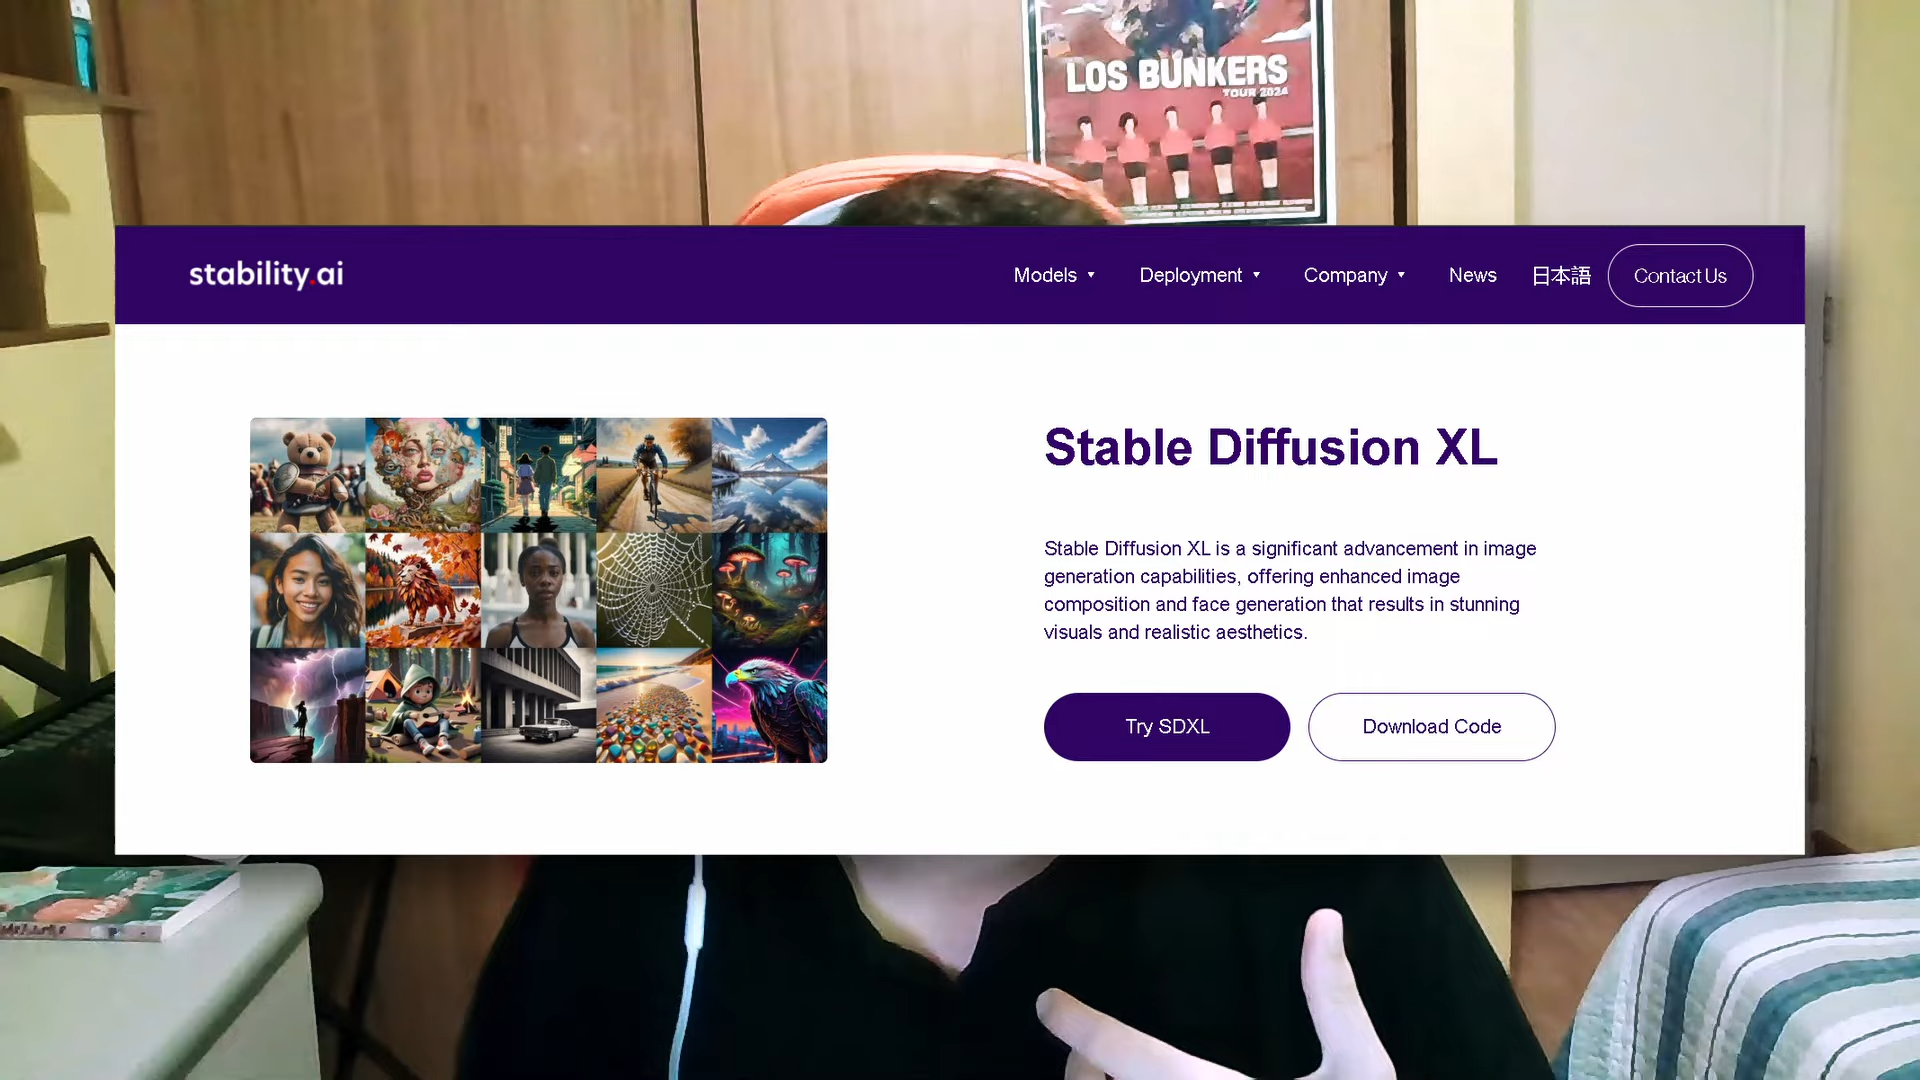 LOS BUNKERS
TOUR 2024
stability.ai
Models
Deployment
Company
News
日本語
Contact Us
Stable Diffusion XL
Stable Diffusion XL is a significant advancement in image
generation capabilities, offering enhanced image
composition and face generation that results in stunning
visuals and realistic aesthetics.
Try SDXL
Download Code